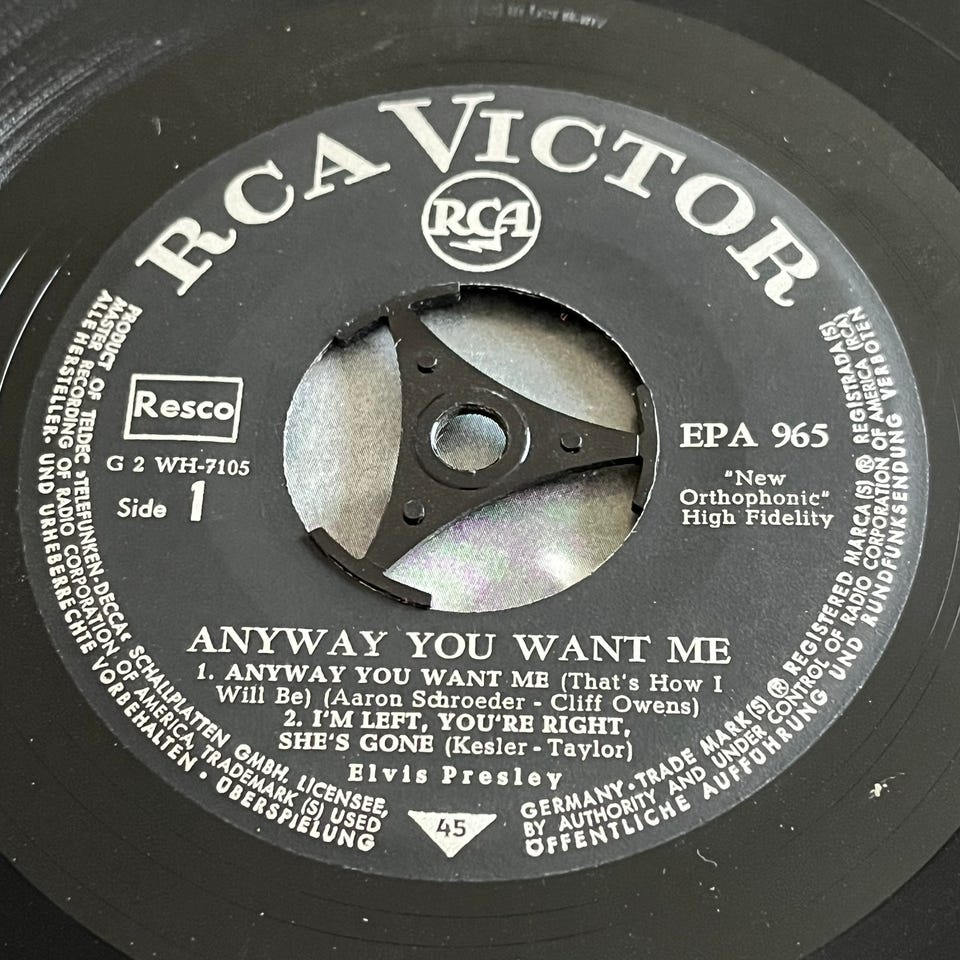 RCA VICTOR
RCA
Resco
G 2 WH-7105
Side 1
EPA 965
"New
Orthophonic"
High Fidelity
ANYWAY YOU WANT ME
1. ANYWAY YOU WANT ME (That's How I
Will Be) (Aaron Schroeder - Cliff Owens)
2. I'M LEFT, YOU'RE RIGHT,
SHE'S GONE (Kesler - Taylor)
Elvis Presley
45
PRODUCT OF TELDEC »TELEFUNKEN-DECCA« SCHALLPLATTEN GMBH, LICENSEE,
MASTER RECORDING OF RADIO CORPORATION OF AMERICA, TRADEMARK (S) USED
ALLE HERSTELLER- UND URHEBERRECHTE VORBEHALTEN • ÜBERSPIELUNG
GERMANY-TRADE MARK(S) ® REGISTERED MARCA(S) ® REGISTRADA(S)
BY AUTHORITY AND UNDER CONTROL OF RADIO CORPORATION OF AMERICA (RCA)
ÖFFENTLICHE AUFFÜHRUNG UND RUNDFUNKSENDUNG VERBOTEN